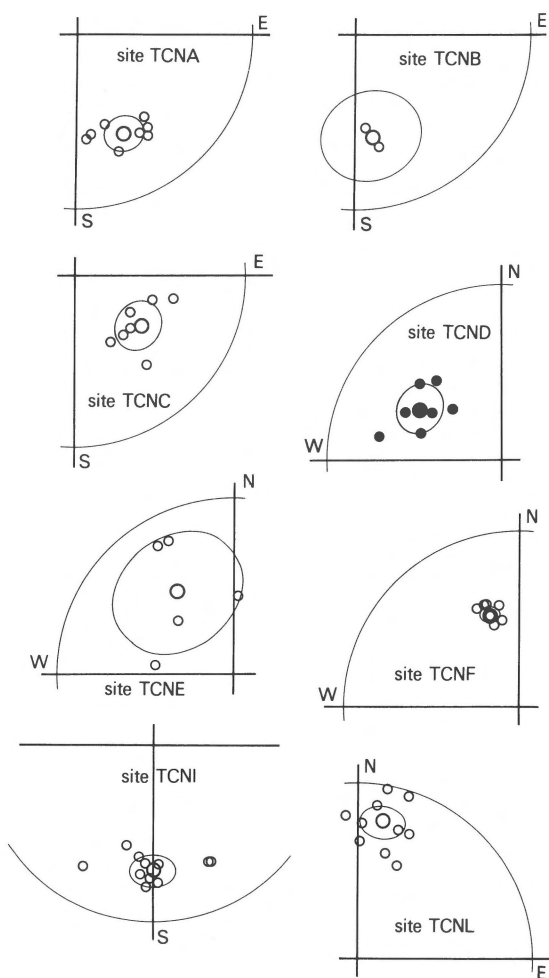 E
site TCNA
S
E
site TCNB
S
E
site TCNC
S
N
site TCND
W
N
W
site TCNE
N
W
site TCNF
site TCNI
S
N
site TCNL
E